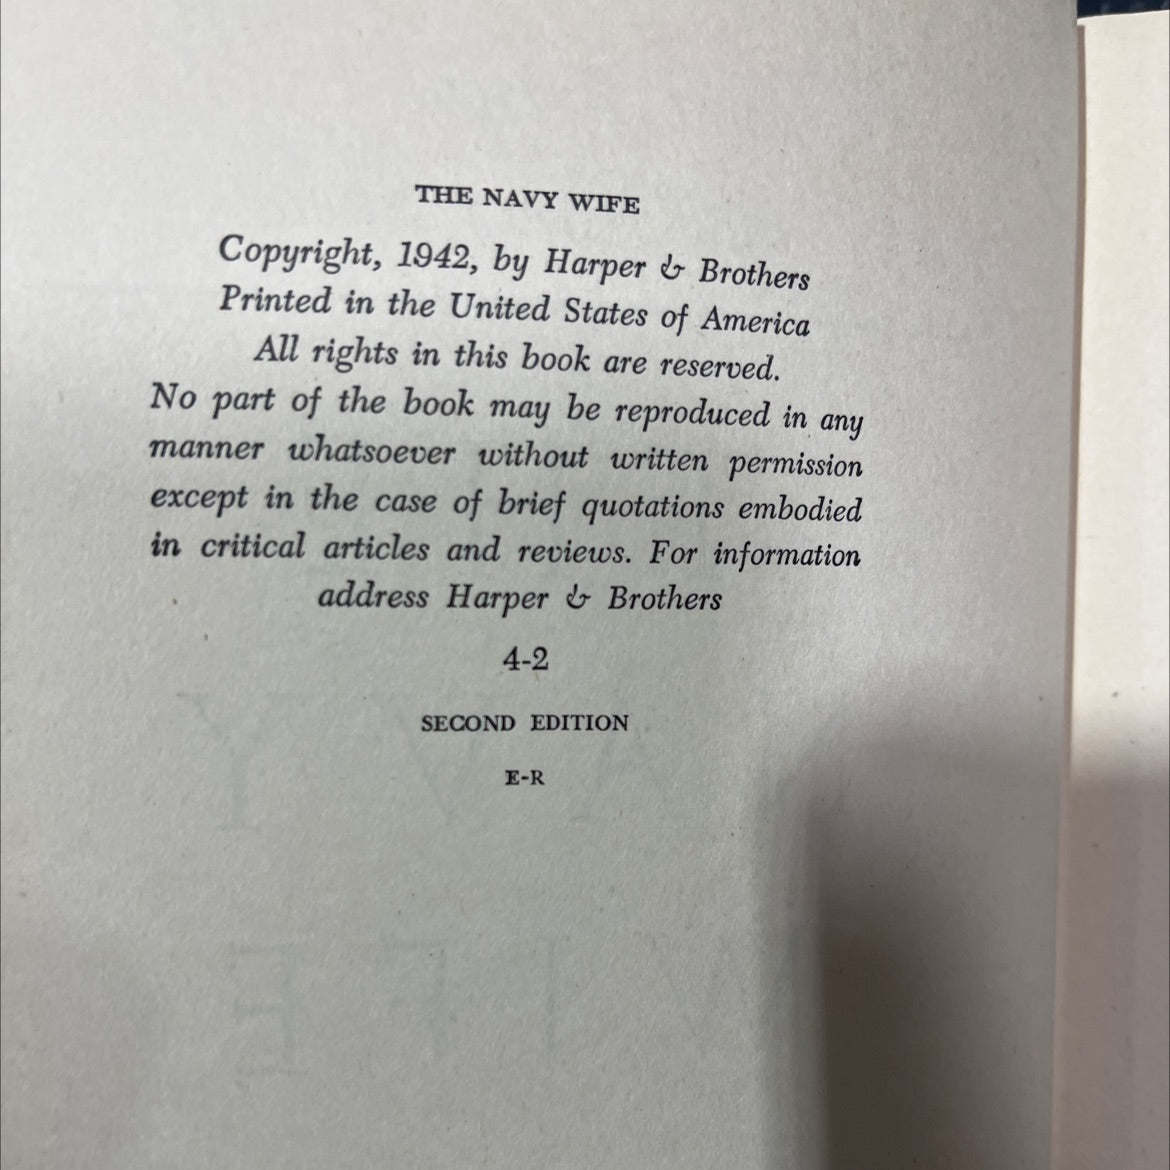 THE NAVY WIFE
Copyright, 1942, by Harper & Brothers
Printed in the United States of America
All rights in this book are reserved.
No part of the book may be reproduced in any
manner whatsoever without written permission
except in the case of brief quotations embodied
in critical articles and reviews. For information
address Harper & Brothers
4-2
SECOND EDITION
E-R